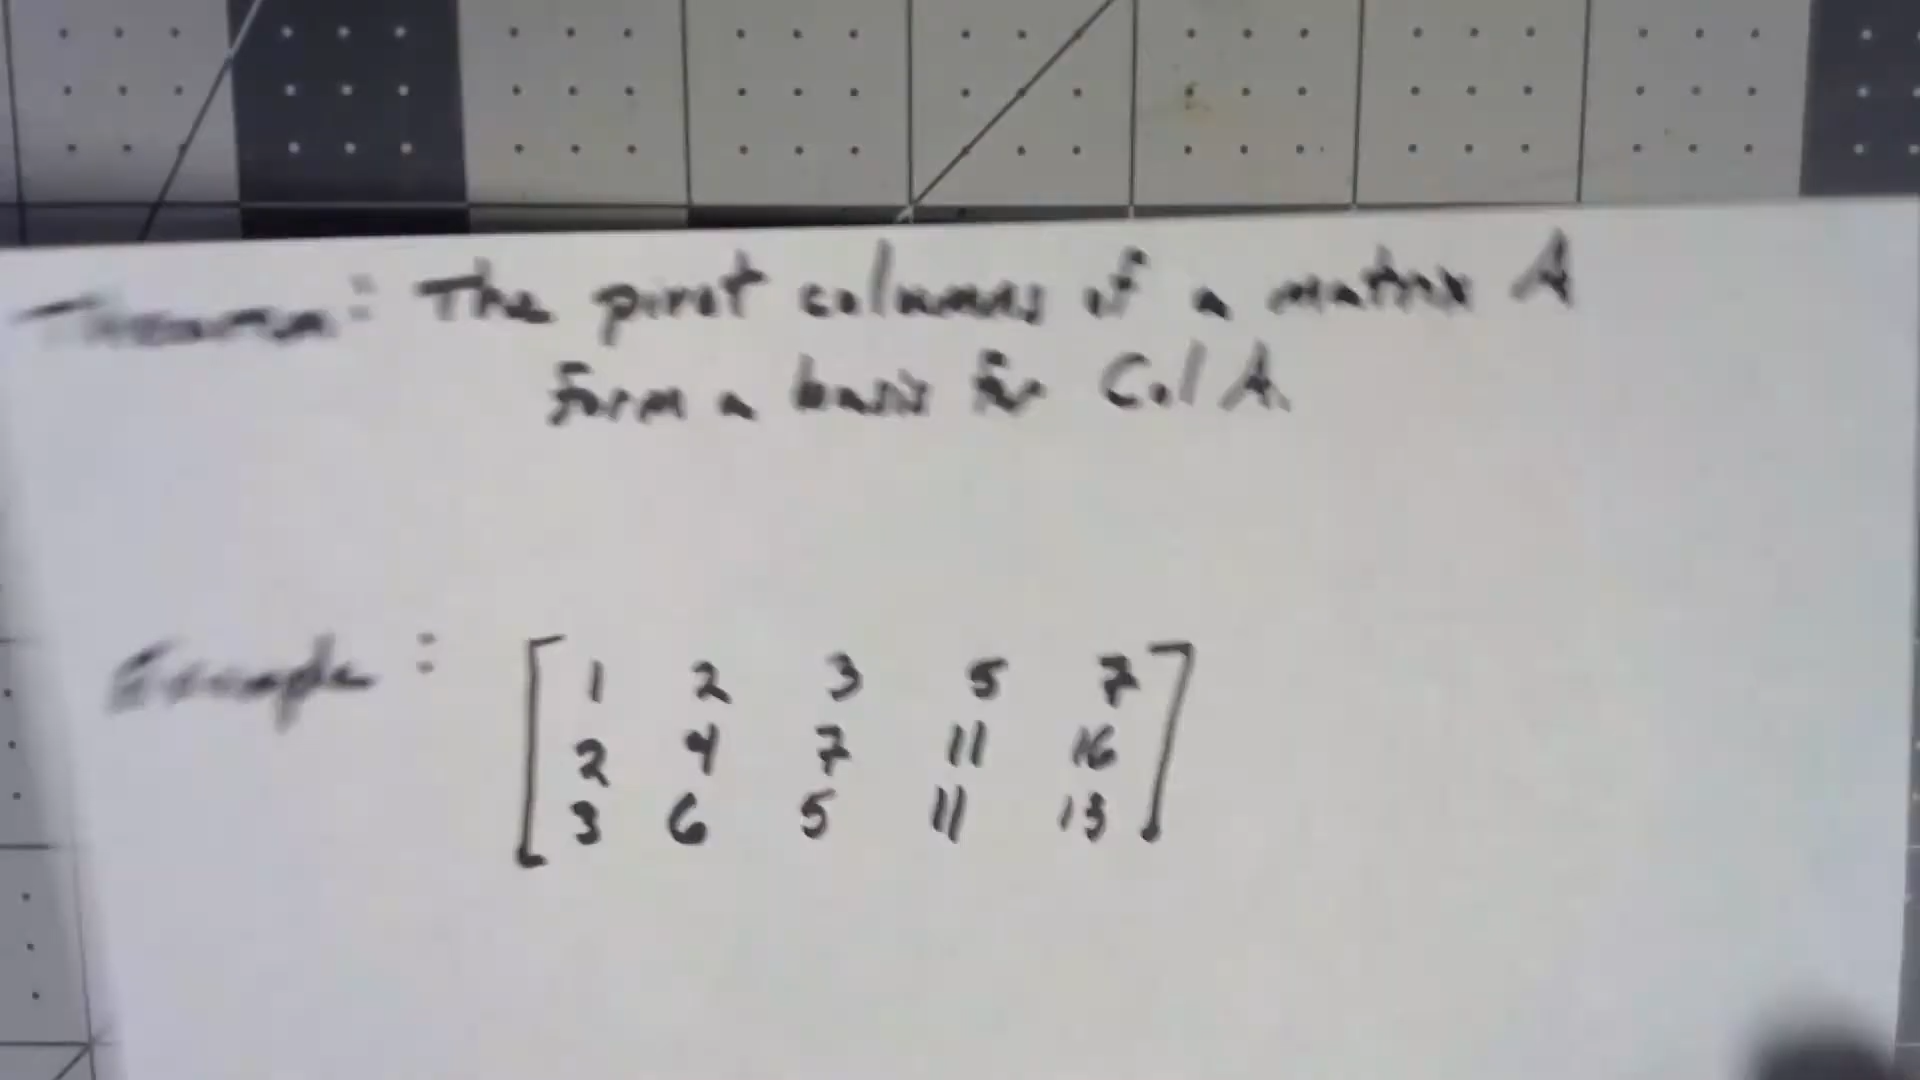 Theorem: The pivot columns of a matrix A
form a basis for Col A.
Example: [ 1 2 3 5 7
2 4 7 11 16
3 6 5 11 13 ]